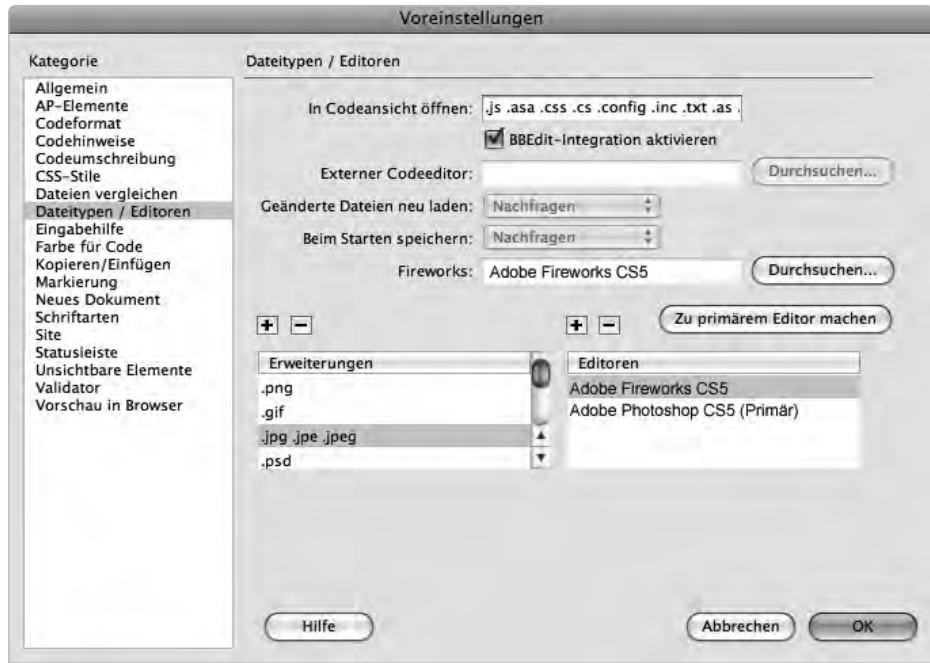 Voreinstellungen
Kategorie
Allgemein
AP-Elemente
Codeformat
Codehinweise
Codeumschreibung
CSS-Stile
Dateien vergleichen
Dateitypen / Editoren
Eingabehilfe
Farbe für Code
Kopieren/Einfügen
Markierung
Neues Dokument
Schriftarten
Site
Statusleiste
Unsichtbare Elemente
Validator
Vorschau in Browser
Dateitypen / Editoren
In Codeansicht öffnen: .js .asa .css .cs .config .inc .txt .as .
BBEdit-Integration aktivieren
Externer Codeeditor: Durchsuchen...
Geänderte Dateien neu laden: Nachfragen
Beim Starten speichern: Nachfragen
Fireworks: Adobe Fireworks CS5 Durchsuchen...
+ − + − Zu primärem Editor machen
Erweiterungen
.png
.gif
.jpg .jpe .jpeg
.psd
Editoren
Adobe Fireworks CS5
Adobe Photoshop CS5 (Primär)
Hilfe Abbrechen OK